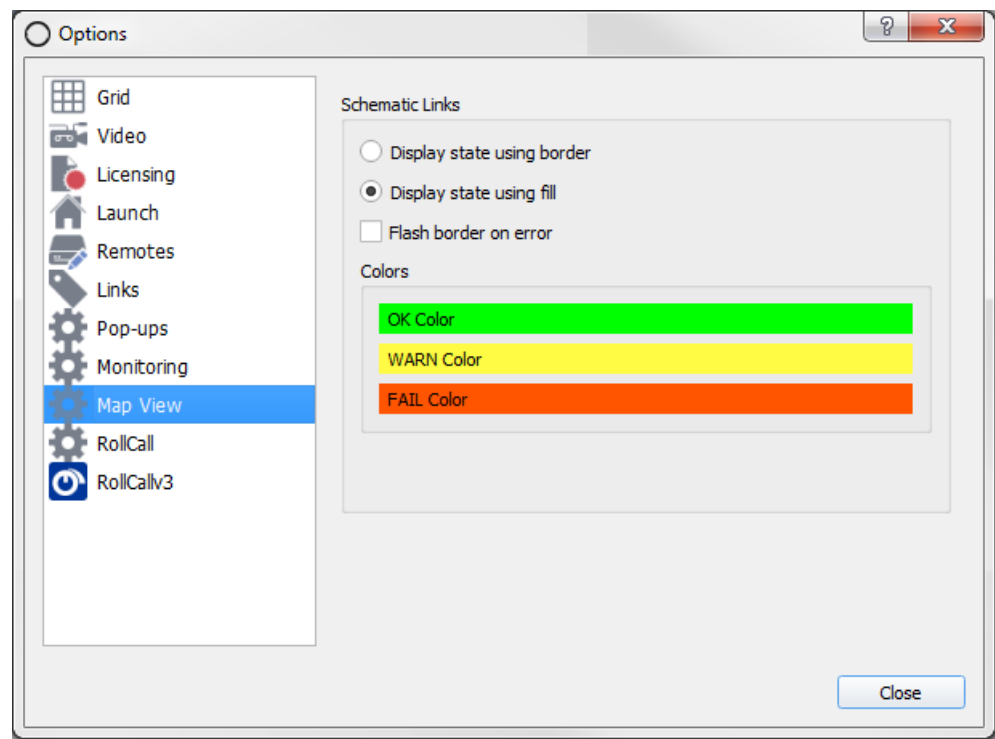 Options
Grid
Video
Licensing
Launch
Remotes
Links
Pop-ups
Monitoring
Map View
RollCall
RollCallv3
Schematic Links
Display state using border
Display state using fill
Flash border on error
Colors
OK Color
WARN Color
FAIL Color
Close